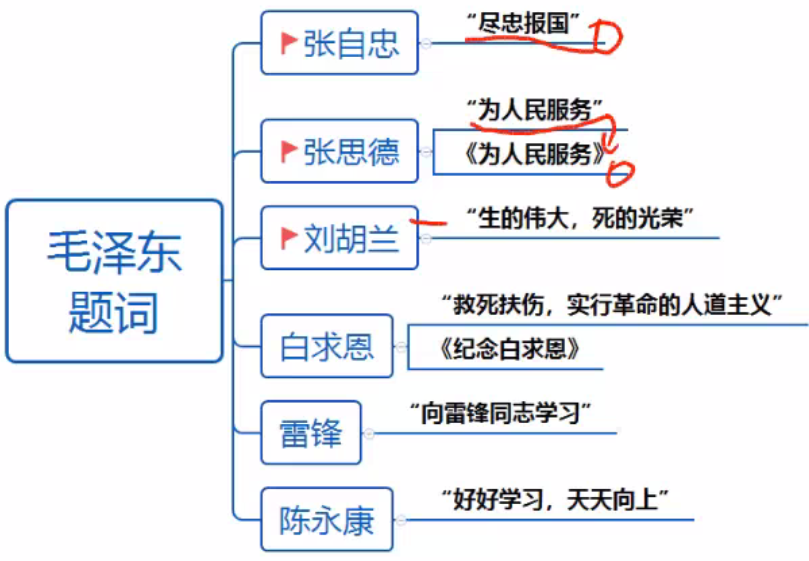 毛泽东
题词
张自忠
“尽忠报国”
张思德
“为人民服务”
《为人民服务》
刘胡兰
“生的伟大，死的光荣”
白求恩
“救死扶伤，实行革命的人道主义”
《纪念白求恩》
雷锋
“向雷锋同志学习”
陈永康
“好好学习，天天向上”